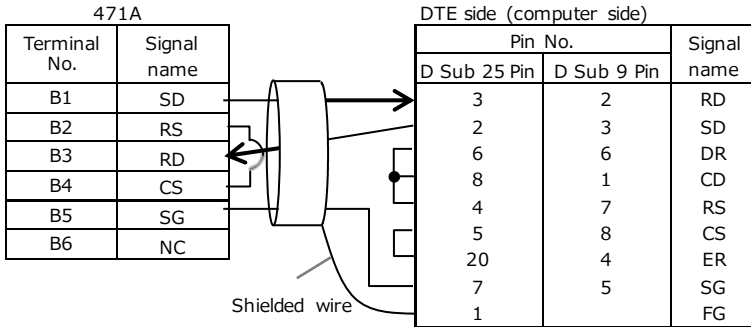 471A
Terminal No. Signal name
B1 SD
B2 RS
B3 RD
B4 CS
B5 SG
B6 NC
Shielded wire
DTE side (computer side)
Pin No. Signal name
D Sub 25 Pin D Sub 9 Pin
3 2 RD
2 3 SD
6 6 DR
8 1 CD
4 7 RS
5 8 CS
20 4 ER
7 5 SG
1 FG